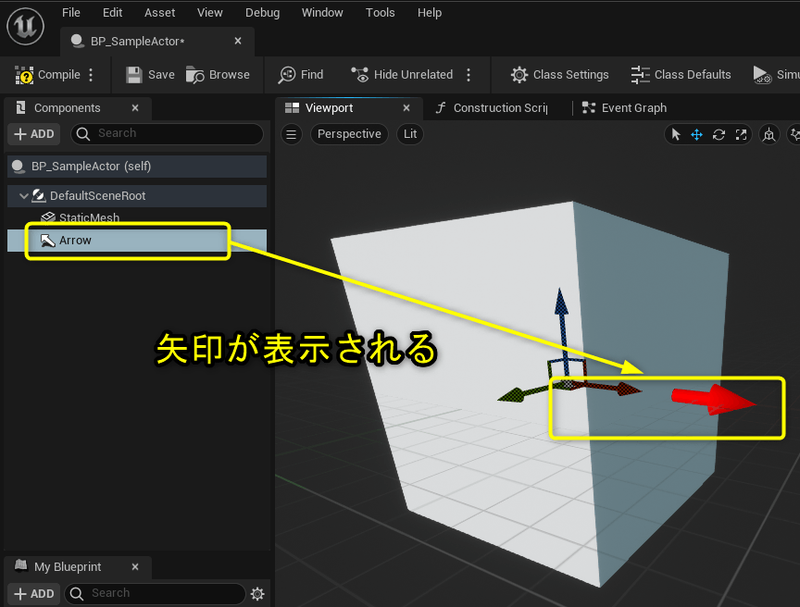 File Edit Asset View Debug Window Tools Help
BP_SampleActor*
Compile Save Browse Find Hide Unrelated Class Settings Class Defaults Simu
Components Viewport Construction Scrip Event Graph
ADD Search Perspective Lit
BP_SampleActor (self)
DefaultSceneRoot
StaticMesh
Arrow
矢印が表示される
My Blueprint
ADD Search